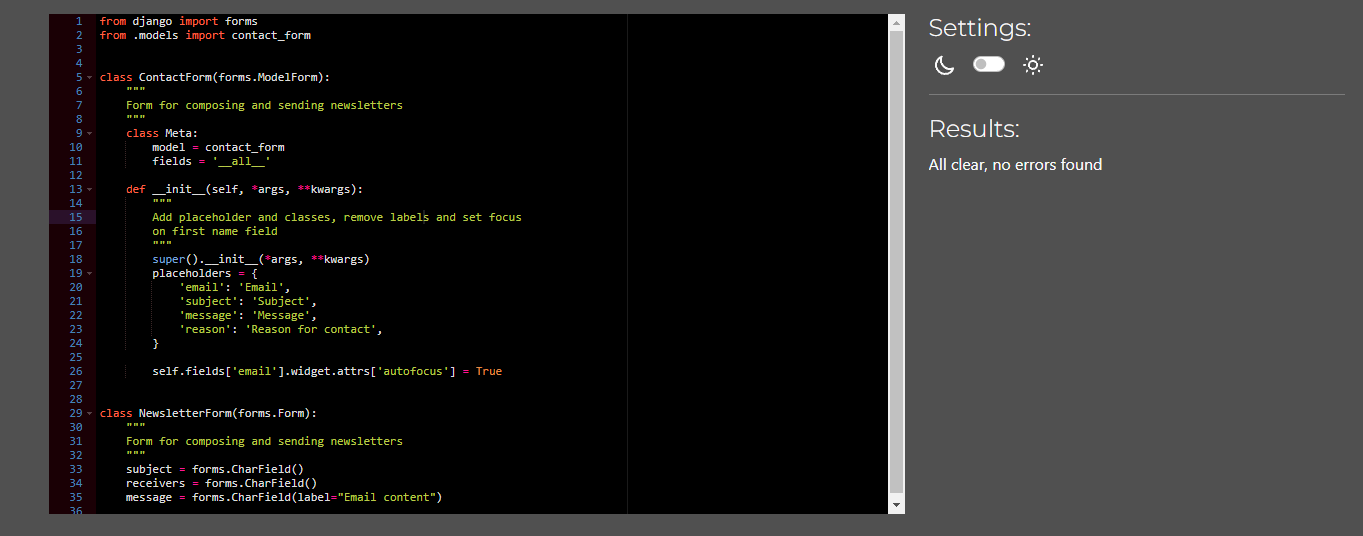 1 from django import forms
2 from .models import contact_form
3
4
5 class ContactForm(forms.ModelForm):
6     """
7     Form for composing and sending newsletters
8     """
9     class Meta:
10         model = contact_form
11         fields = '__all__'
12
13     def __init__(self, *args, **kwargs):
14         """
15         Add placeholder and classes, remove labels and set focus
16         on first name field
17         """
18         super().__init__(*args, **kwargs)
19         placeholders = {
20             'email': 'Email',
21             'subject': 'Subject',
22             'message': 'Message',
23             'reason': 'Reason for contact',
24         }
25
26         self.fields['email'].widget.attrs['autofocus'] = True
27
28
29 class NewsletterForm(forms.Form):
30     """
31     Form for composing and sending newsletters
32     """
33     subject = forms.CharField()
34     receivers = forms.CharField()
35     message = forms.CharField(label="Email content")
36
Settings:
Results:
All clear, no errors found